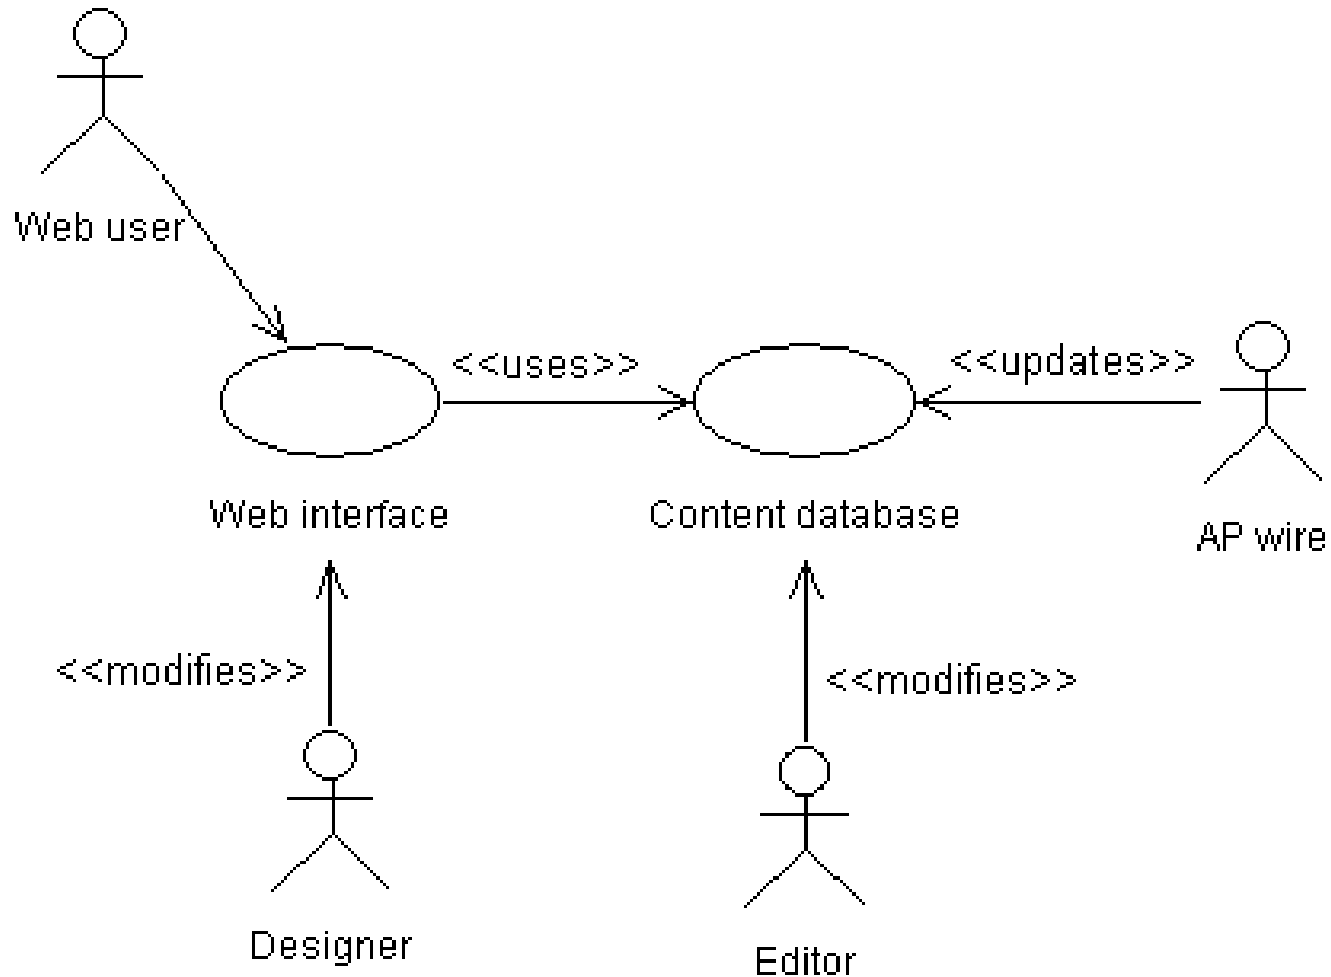 Web user
<<uses>>
<<updates>>
Web interface
Content database
AP wire
<<modifies>>
<<modifies>>
Designer
Editor